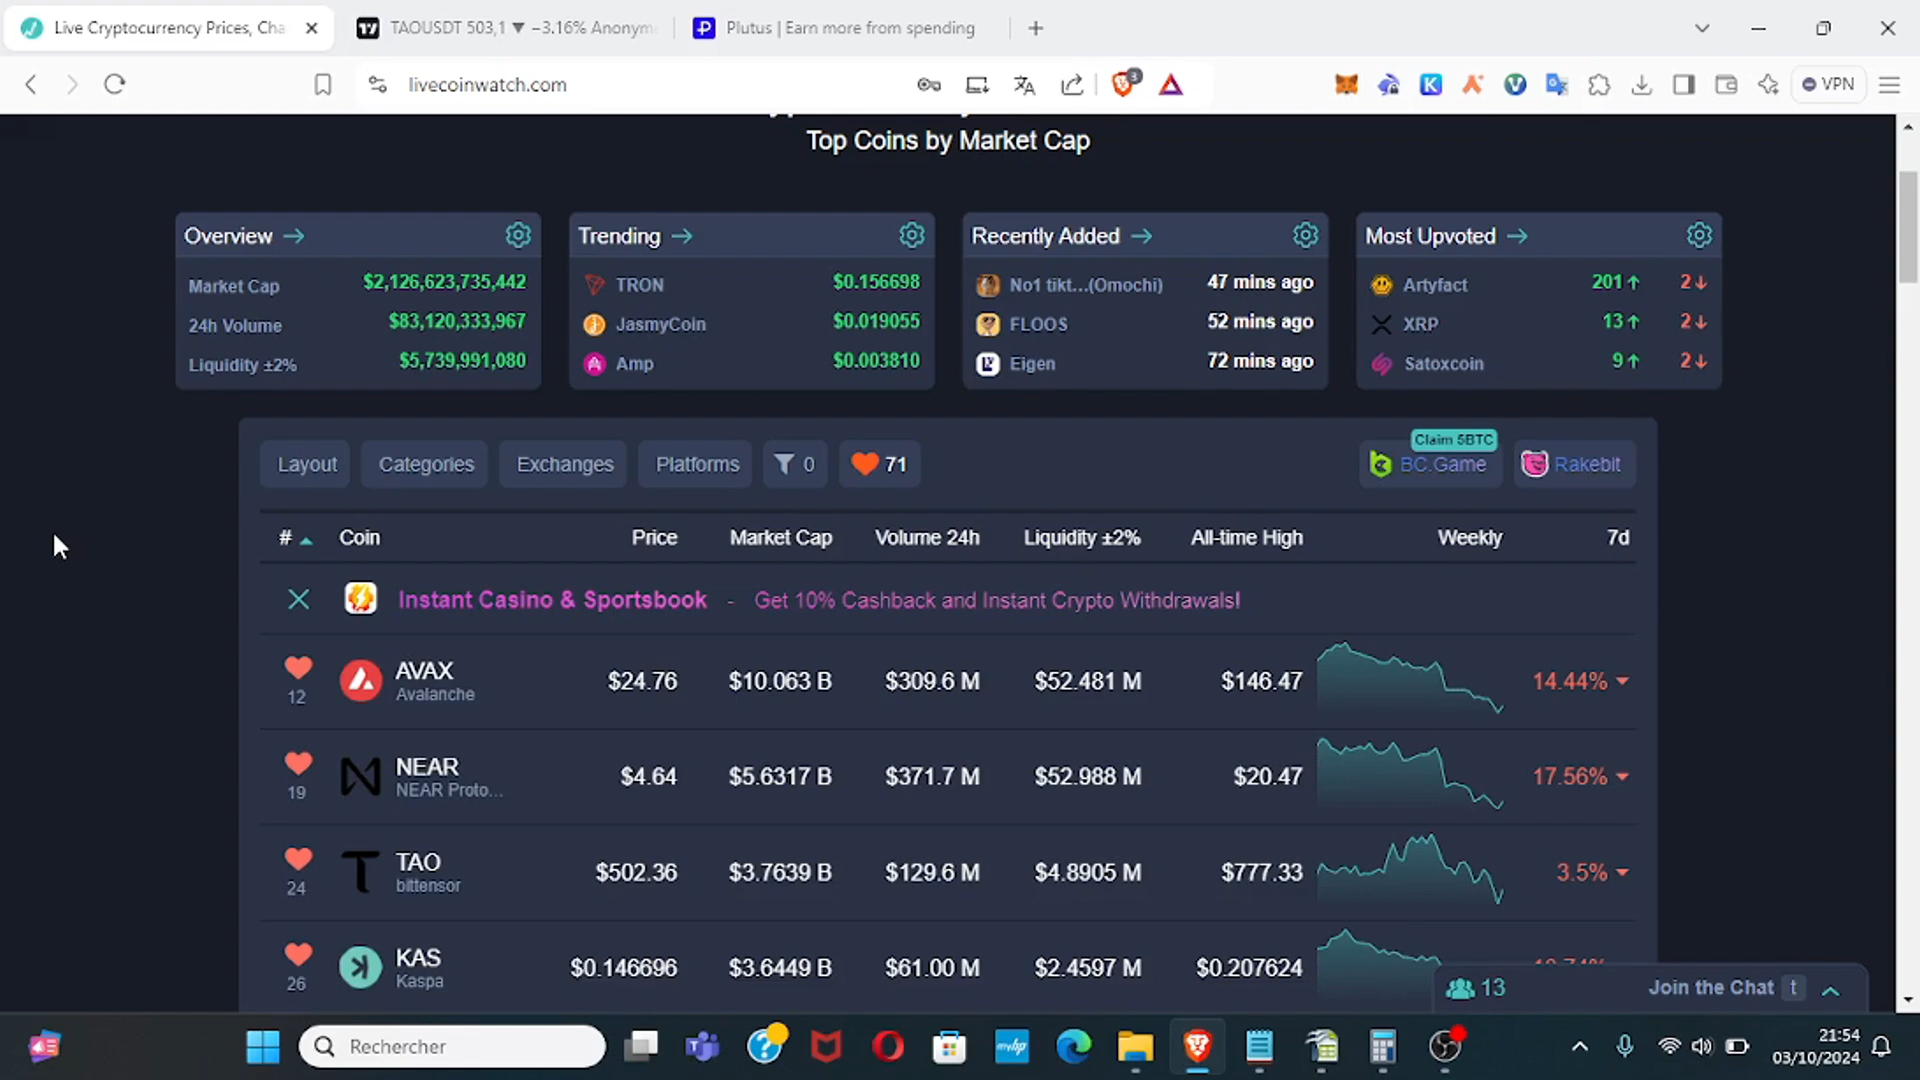 Live Cryptocurrency Prices, Cha
TAOUSDT 503,1 ▼ −3.16% Anonym
Plutus | Earn more from spending
livecoinwatch.com
3
VPN
Top Coins by Market Cap
Overview →
Market Cap $2,126,623,735,442
24h Volume $83,120,333,967
Liquidity ±2% $5,739,991,080
Trending →
TRON $0.156698
JasmyCoin $0.019055
Amp $0.003810
Recently Added →
No1 tikt...(Omochi) 47 mins ago
FLOOS 52 mins ago
Eigen 72 mins ago
Most Upvoted →
Artyfact 201↑ 2↓
XRP 13↑ 2↓
Satoxcoin 9↑ 2↓
Layout Categories Exchanges Platforms 0 71
Claim 5BTC
BC.Game Rakebit
# Coin Price Market Cap Volume 24h Liquidity ±2% All-time High Weekly 7d
Instant Casino & Sportsbook - Get 10% Cashback and Instant Crypto Withdrawals!
12 AVAX $24.76 $10.063 B $309.6 M $52.481 M $146.47 14.44%
Avalanche
19 NEAR $4.64 $5.6317 B $371.7 M $52.988 M $20.47 17.56%
NEAR Proto...
24 TAO $502.36 $3.7639 B $129.6 M $4.8905 M $777.33 3.5%
bittensor
26 KAS $0.146696 $3.6449 B $61.00 M $2.4597 M $0.207624
Kaspa
13 Join the Chat t
Rechercher
myhp
21:54
03/10/2024